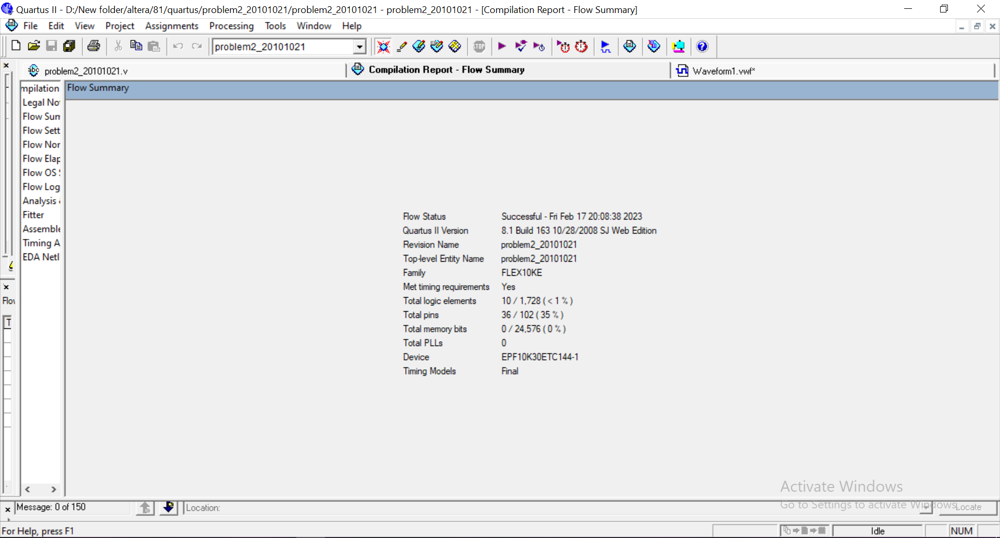 Quartus II - D:/New folder/altera/81/quartus/problem2_20101021/problem2_20101021 - problem2_20101021 - [Compilation Report - Flow Summary]
File Edit View Project Assignments Processing Tools Window Help
problem2_20101021
STOP
abc problem2_20101021.v
Compilation Report - Flow Summary
Waveform1.vwf*
mpilation
Flow Summary
Legal No
Flow Sum
Flow Sett
Flow Nor
Flow Elap
Flow OS
Flow Log
Analysis
Fitter
Assemble
Timing A
EDA Netl
Flow Status Successful - Fri Feb 17 20:08:38 2023
Quartus II Version 8.1 Build 163 10/28/2008 SJ Web Edition
Revision Name problem2_20101021
Top-level Entity Name problem2_20101021
Family FLEX10KE
Met timing requirements Yes
Total logic elements 10 / 1,728 ( < 1 % )
Total pins 36 / 102 ( 35 % )
Total memory bits 0 / 24,576 ( 0 % )
Total PLLs 0
Device EPF10K30ETC144-1
Timing Models Final
Flow
T
Activate Windows
Go to Settings to activate Windows.
Message: 0 of 150
Location:
Locate
For Help, press F1
Idle
NUM